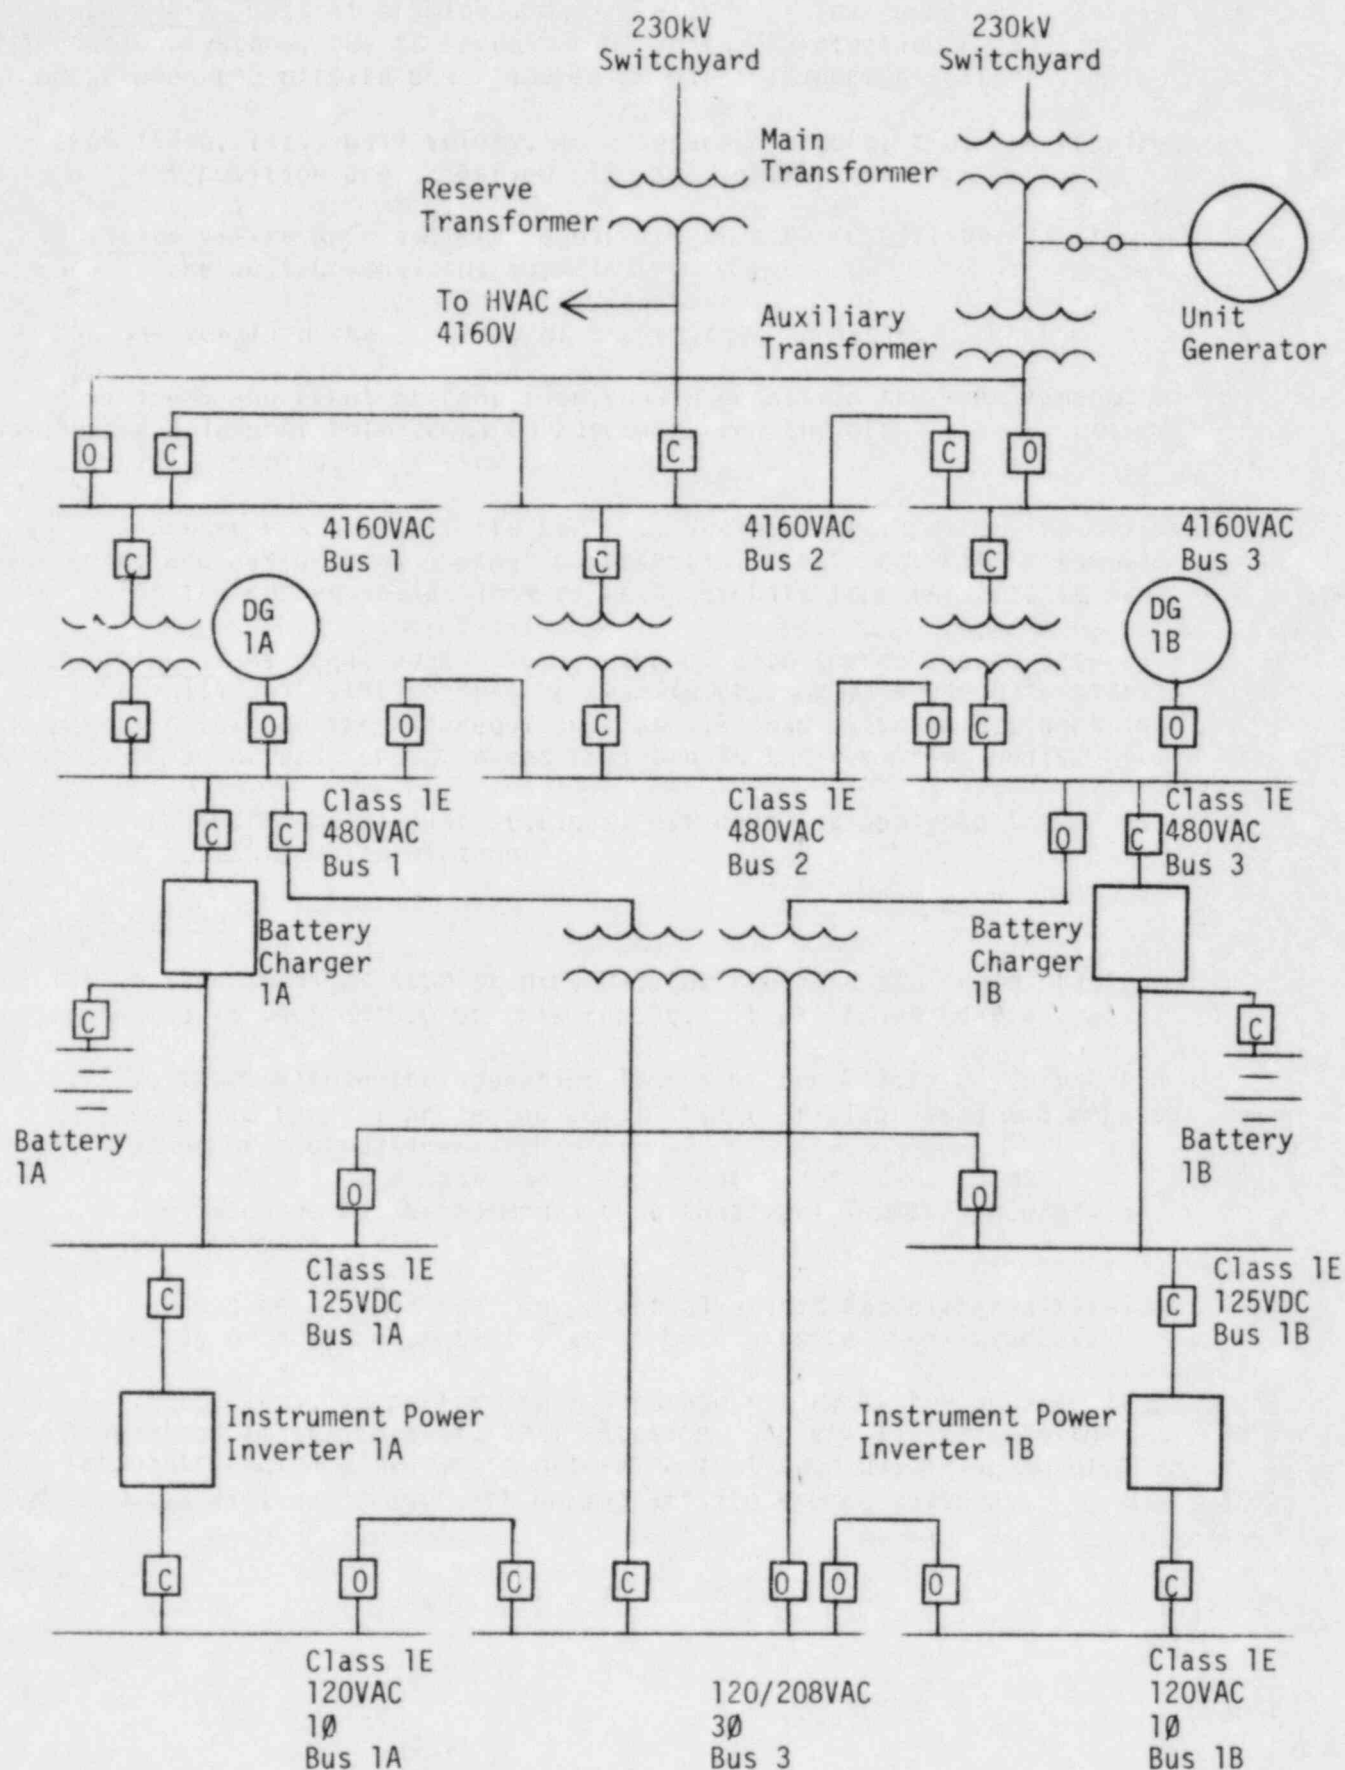 230kV
Switchyard
230kV
Switchyard
Main
Transformer
Reserve
Transformer
To HVAC
4160V
Auxiliary
Transformer
Unit
Generator
O
C
C
C
O
4160VAC
Bus 1
4160VAC
Bus 2
4160VAC
Bus 3
C
C
C
DG
1A
DG
1B
C
O
O
C
O
C
O
Class 1E
480VAC
Bus 1
Class 1E
480VAC
Bus 2
Class 1E
480VAC
Bus 3
C
C
O
C
Battery
Charger
1A
Battery
Charger
1B
C
C
Battery
1A
Battery
1B
O
O
Class 1E
125VDC
Bus 1A
Class 1E
125VDC
Bus 1B
C
C
Instrument Power
Inverter 1A
Instrument Power
Inverter 1B
C
O
C
O
O
O
C
Class 1E
120VAC
1Ø
Bus 1A
120/208VAC
3Ø
Bus 3
Class 1E
120VAC
1Ø
Bus 1B